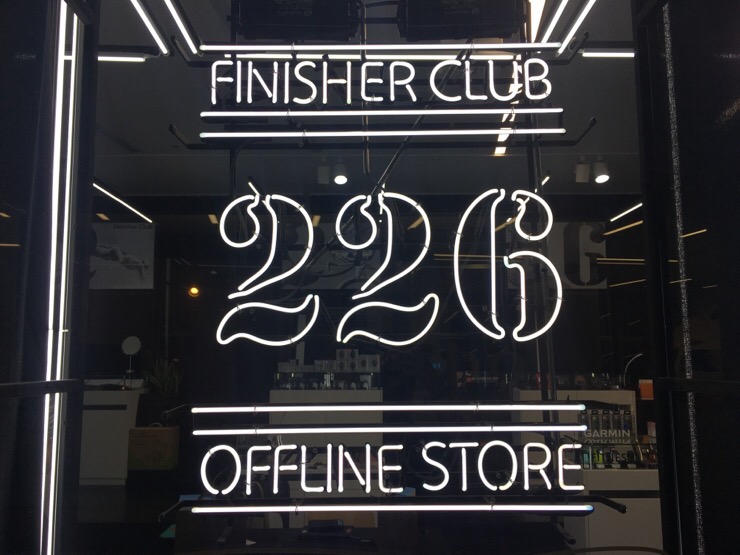 FINISHER CLUB
226
OFFLINE STORE
GARMIN